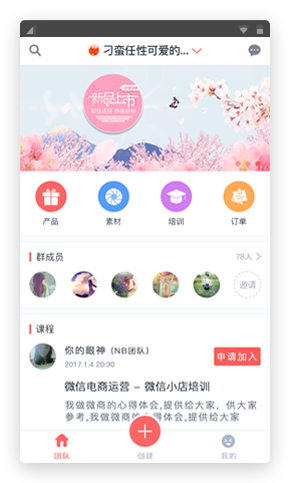 刁蛮任性可爱的...
新品上市
产品
素材
培训
订单
群成员
78人
邀请
课程
你的眼神（NB团队）
2017.1.4 20:30
申请加入
微信电商运营 – 微信小店培训
我做微商的心得体会,提供给大家，供大家
参考,我做微商的心得体会,提供给大家
团队
创建
我的